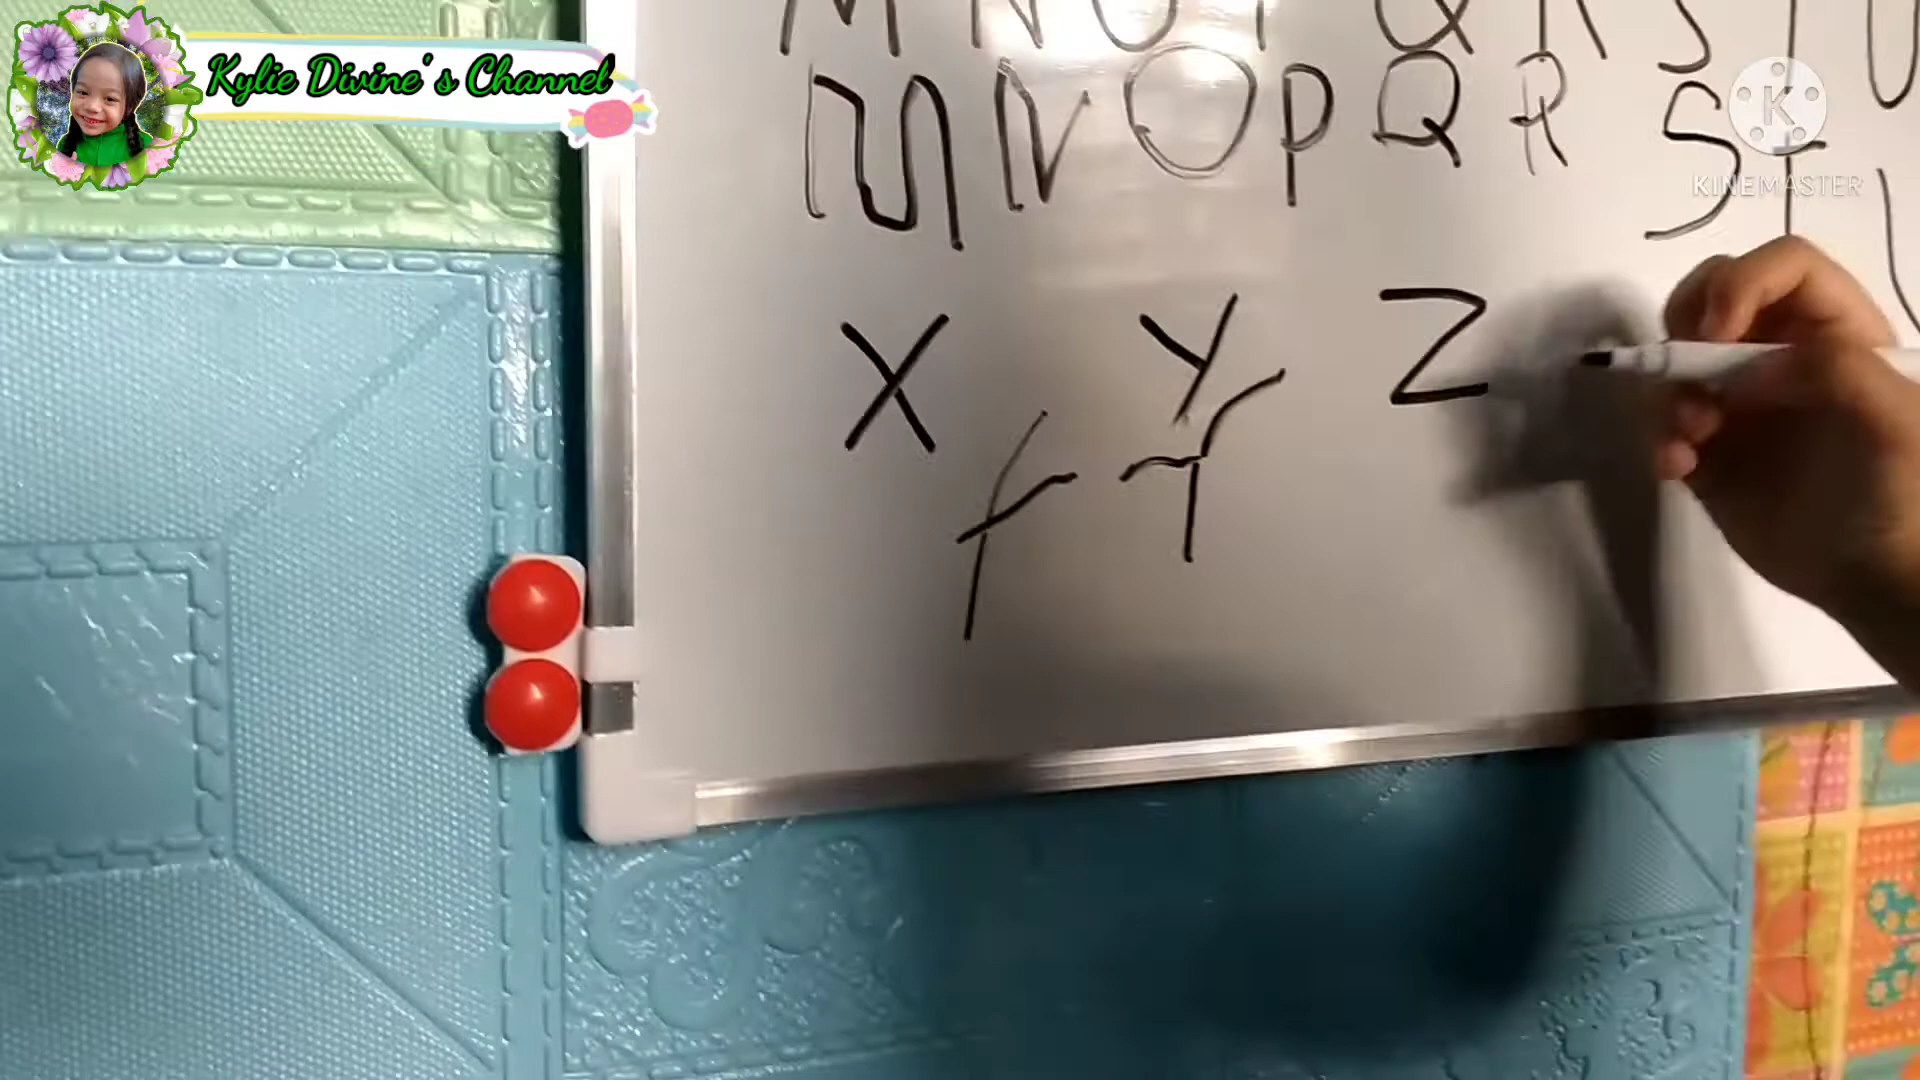 Kylie Divine's Channel
M N O P Q R S T U
M N O P Q R S T U
K
KINEMASTER
X Y Z
X Y